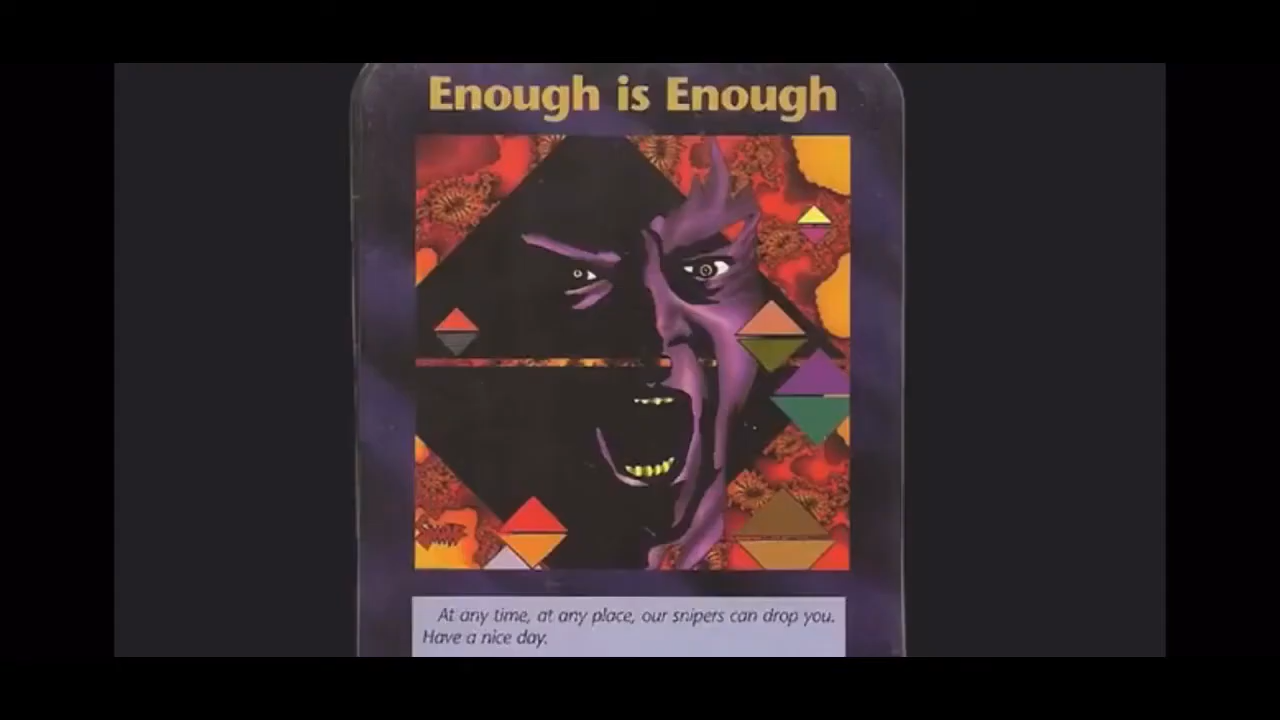 Enough is Enough
At any time, at any place, our snipers can drop you.
Have a nice day.